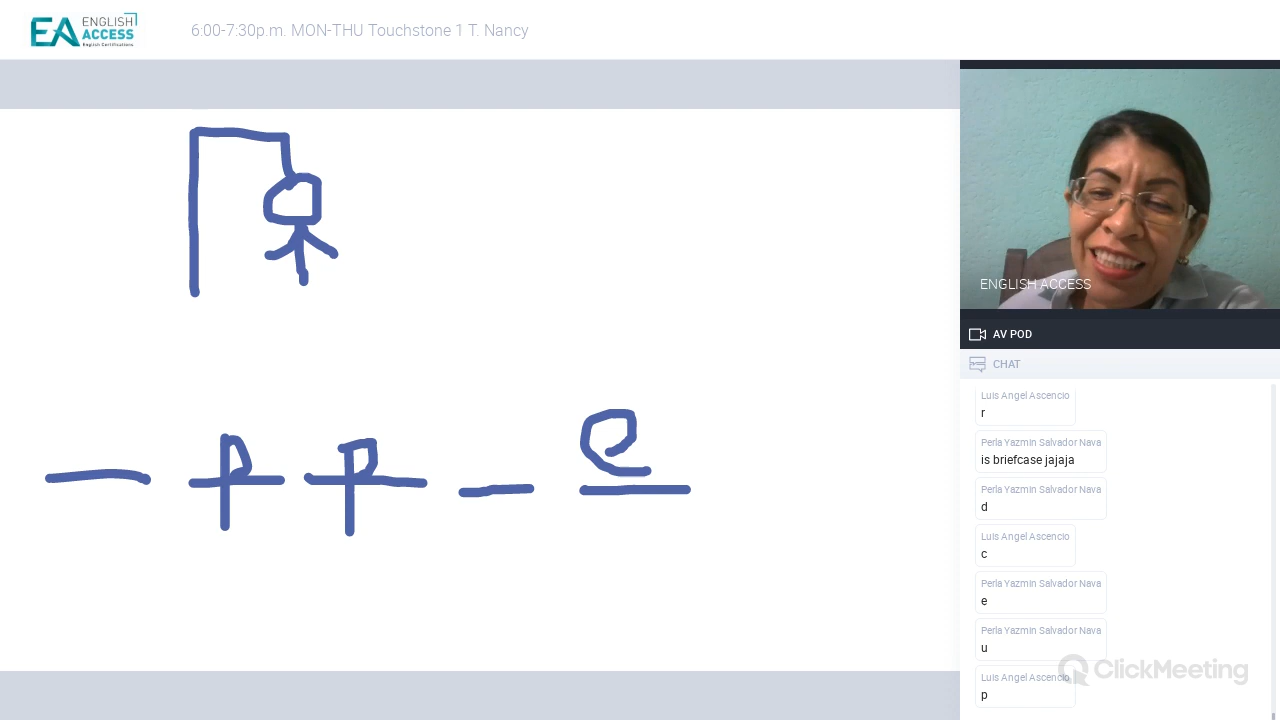 EA ENGLISH ACCESS
English Certifications
6:00-7:30p.m. MON-THU Touchstone 1 T. Nancy
p p e
ENGLISH ACCESS
AV POD
CHAT
Luis Angel Ascencio
r
Perla Yazmin Salvador Nava
is briefcase jajaja
Perla Yazmin Salvador Nava
d
Luis Angel Ascencio
c
Perla Yazmin Salvador Nava
e
Perla Yazmin Salvador Nava
u
Luis Angel Ascencio
p
ClickMeeting